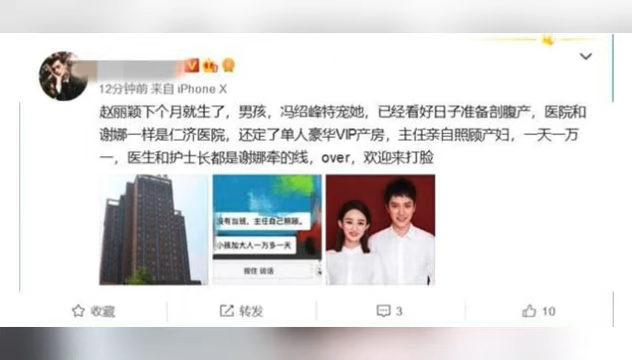 12分钟前 来自 iPhone X
赵丽颖下个月就生了，男孩，冯绍峰特宠她，已经看好日子准备剖腹产，医院和
谢娜一样是仁济医院，还定了单人豪华VIP产房，主任亲自照顾产妇，一天一万
一，医生和护士长都是谢娜牵的线，over，欢迎来打脸
没有当班，主任自己照顾。
小孩加大人一万多一天
按住 说话
收藏
转发
3
10